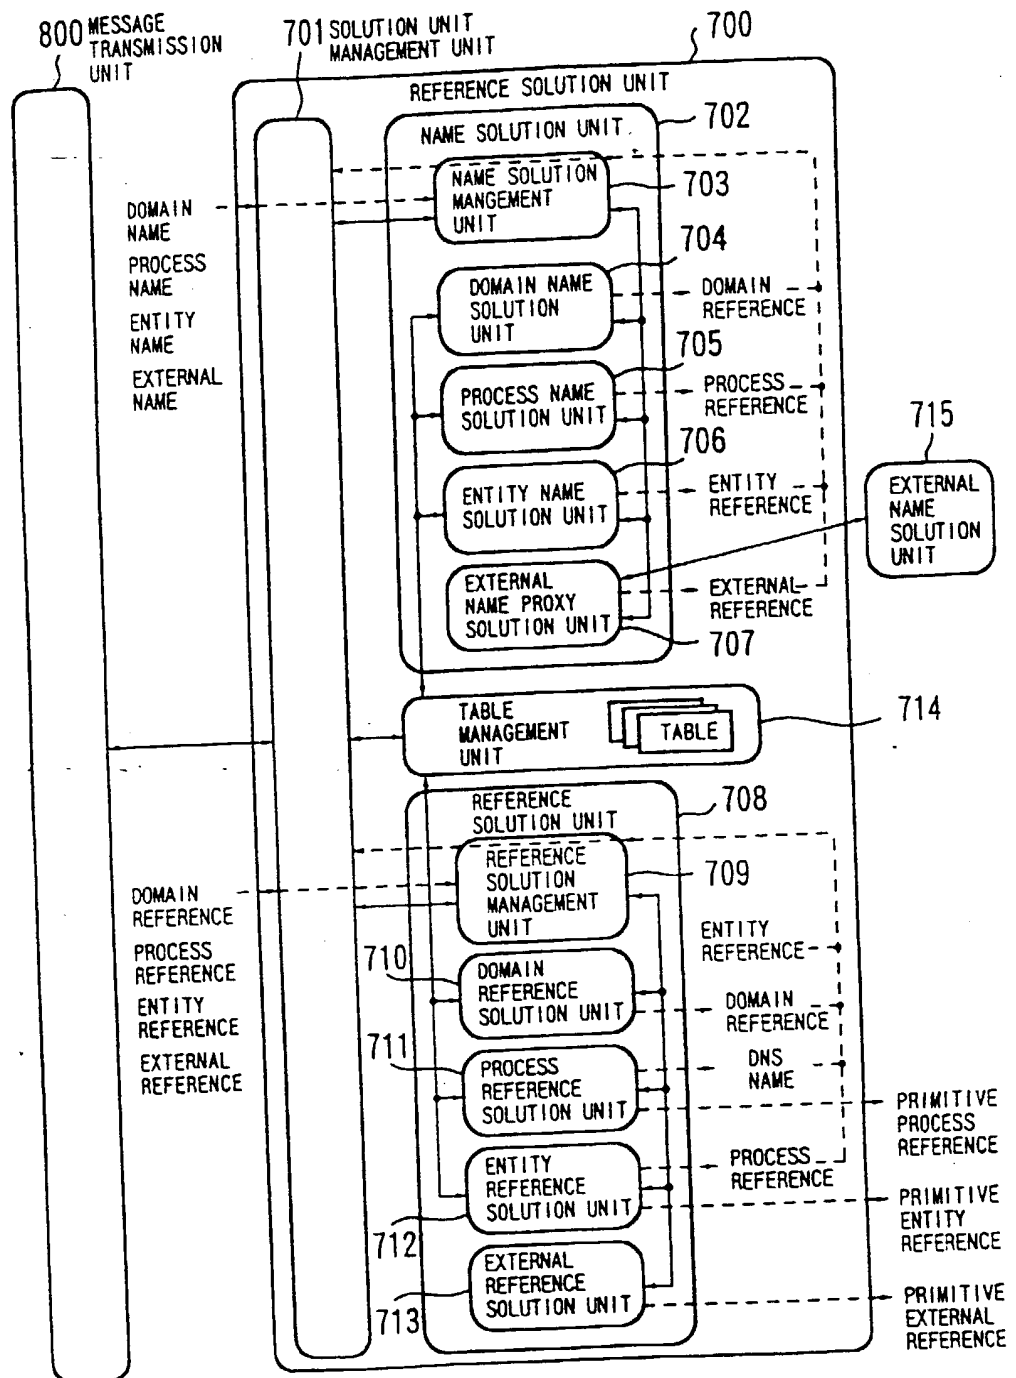 800 MESSAGE
TRANSMISSION
UNIT
701 SOLUTION UNIT
MANAGEMENT UNIT
700
REFERENCE SOLUTION UNIT
NAME SOLUTION UNIT
702
NAME SOLUTION
MANGEMENT
UNIT
703
DOMAIN
NAME
PROCESS
NAME
ENTITY
NAME
EXTERNAL
NAME
704
DOMAIN NAME
SOLUTION
UNIT
DOMAIN
REFERENCE
705
PROCESS NAME
SOLUTION UNIT
PROCESS
REFERENCE
706
ENTITY NAME
SOLUTION UNIT
ENTITY
REFERENCE
715
EXTERNAL
NAME
SOLUTION
UNIT
EXTERNAL
NAME PROXY
SOLUTION UNIT
EXTERNAL
REFERENCE
707
TABLE
MANAGEMENT
UNIT
TABLE
714
REFERENCE
SOLUTION UNIT
708
REFERENCE
SOLUTION
MANAGEMENT
UNIT
709
DOMAIN
REFERENCE
PROCESS
REFERENCE
ENTITY
REFERENCE
EXTERNAL
REFERENCE
ENTITY
REFERENCE
710
DOMAIN
REFERENCE
SOLUTION UNIT
DOMAIN
REFERENCE
711
PROCESS
REFERENCE
SOLUTION UNIT
DNS
NAME
PRIMITIVE
PROCESS
REFERENCE
ENTITY
REFERENCE
SOLUTION UNIT
PROCESS
REFERENCE
712
PRIMITIVE
ENTITY
REFERENCE
EXTERNAL
REFERENCE
SOLUTION UNIT
713
PRIMITIVE
EXTERNAL
REFERENCE